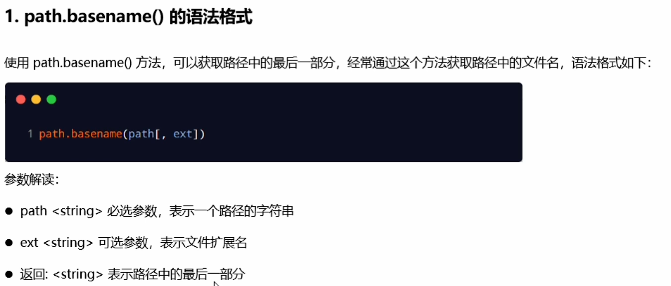 1. path.basename() 的语法格式
使用 path.basename() 方法，可以获取路径中的最后一部分，经常通过这个方法获取路径中的文件名，语法格式如下：
1 path.basename(path[, ext])
参数解读：
● path <string> 必选参数，表示一个路径的字符串
● ext <string> 可选参数，表示文件扩展名
● 返回: <string> 表示路径中的最后一部分